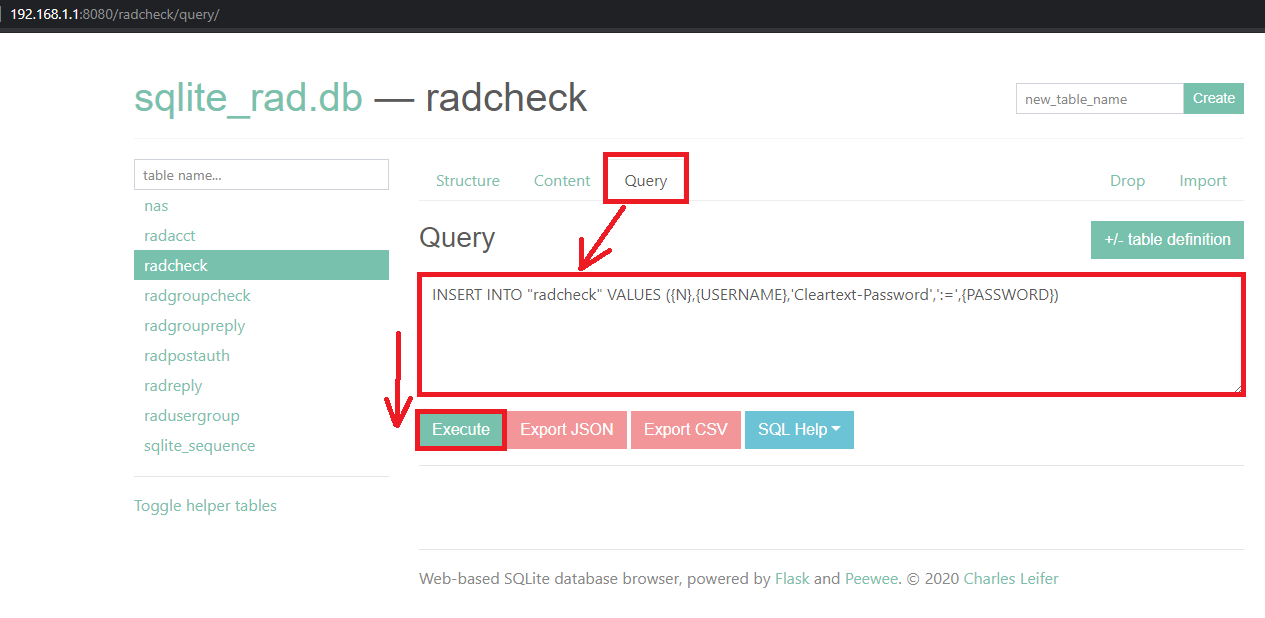 192.168.1.1:8080/radcheck/query/
sqlite_rad.db — radcheck
new_table_name
Create
table name...
nas
radacct
radcheck
radgroupcheck
radgroupreply
radpostauth
radreply
radusergroup
sqlite_sequence
Toggle helper tables
Structure
Content
Query
Drop
Import
Query
+/- table definition
INSERT INTO "radcheck" VALUES ({N},{USERNAME},'Cleartext-Password',':=',{PASSWORD})
Execute
Export JSON
Export CSV
SQL Help
Web-based SQLite database browser, powered by Flask and Peewee. © 2020 Charles Leifer